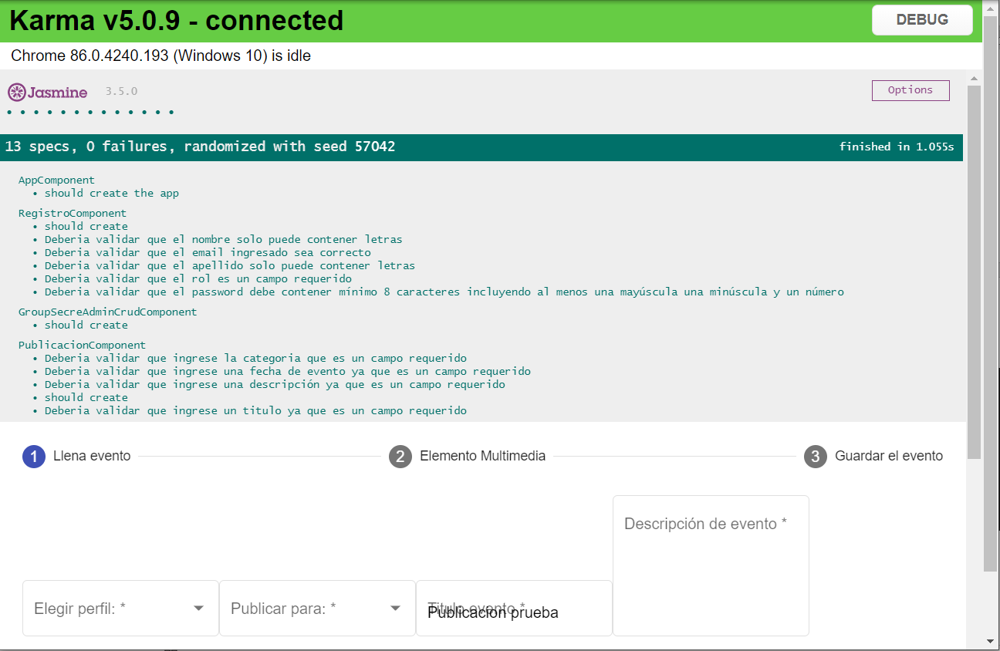 Karma v5.0.9 - connected
DEBUG
Chrome 86.0.4240.193 (Windows 10) is idle
Jasmine 3.5.0
Options
• • • • • • • • • • • • •
13 specs, 0 failures, randomized with seed 57042
finished in 1.055s
AppComponent
• should create the app
RegistroComponent
• should create
• Deberia validar que el nombre solo puede contener letras
• Deberia validar que el email ingresado sea correcto
• Deberia validar que el apellido solo puede contener letras
• Deberia validar que el rol es un campo requerido
• Deberia validar que el password debe contener mínimo 8 caracteres incluyendo al menos una mayúscula una minúscula y un número
GroupSecreAdminCrudComponent
• should create
PublicacionComponent
• Deberia validar que ingrese la categoria que es un campo requerido
• Deberia validar que ingrese una fecha de evento ya que es un campo requerido
• Deberia validar que ingrese una descripción ya que es un campo requerido
• should create
• Deberia validar que ingrese un titulo ya que es un campo requerido
1 Llena evento
2 Elemento Multimedia
3 Guardar el evento
Descripción de evento *
Elegir perfil: *
Publicar para: *
Titulo evento *
Publicacion prueba